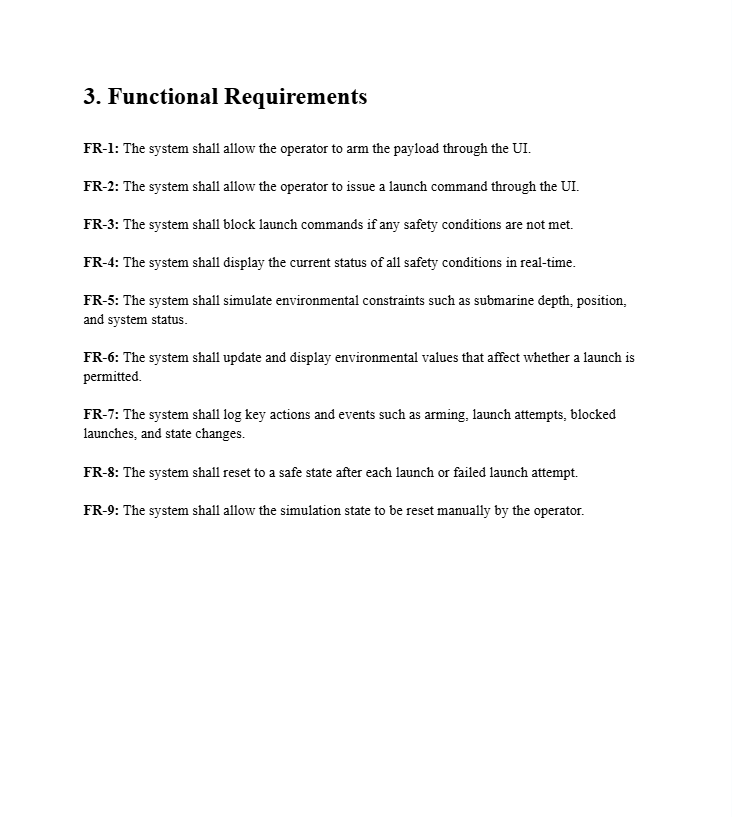 3. Functional Requirements
FR-1: The system shall allow the operator to arm the payload through the UI.
FR-2: The system shall allow the operator to issue a launch command through the UI.
FR-3: The system shall block launch commands if any safety conditions are not met.
FR-4: The system shall display the current status of all safety conditions in real-time.
FR-5: The system shall simulate environmental constraints such as submarine depth, position,
and system status.
FR-6: The system shall update and display environmental values that affect whether a launch is
permitted.
FR-7: The system shall log key actions and events such as arming, launch attempts, blocked
launches, and state changes.
FR-8: The system shall reset to a safe state after each launch or failed launch attempt.
FR-9: The system shall allow the simulation state to be reset manually by the operator.